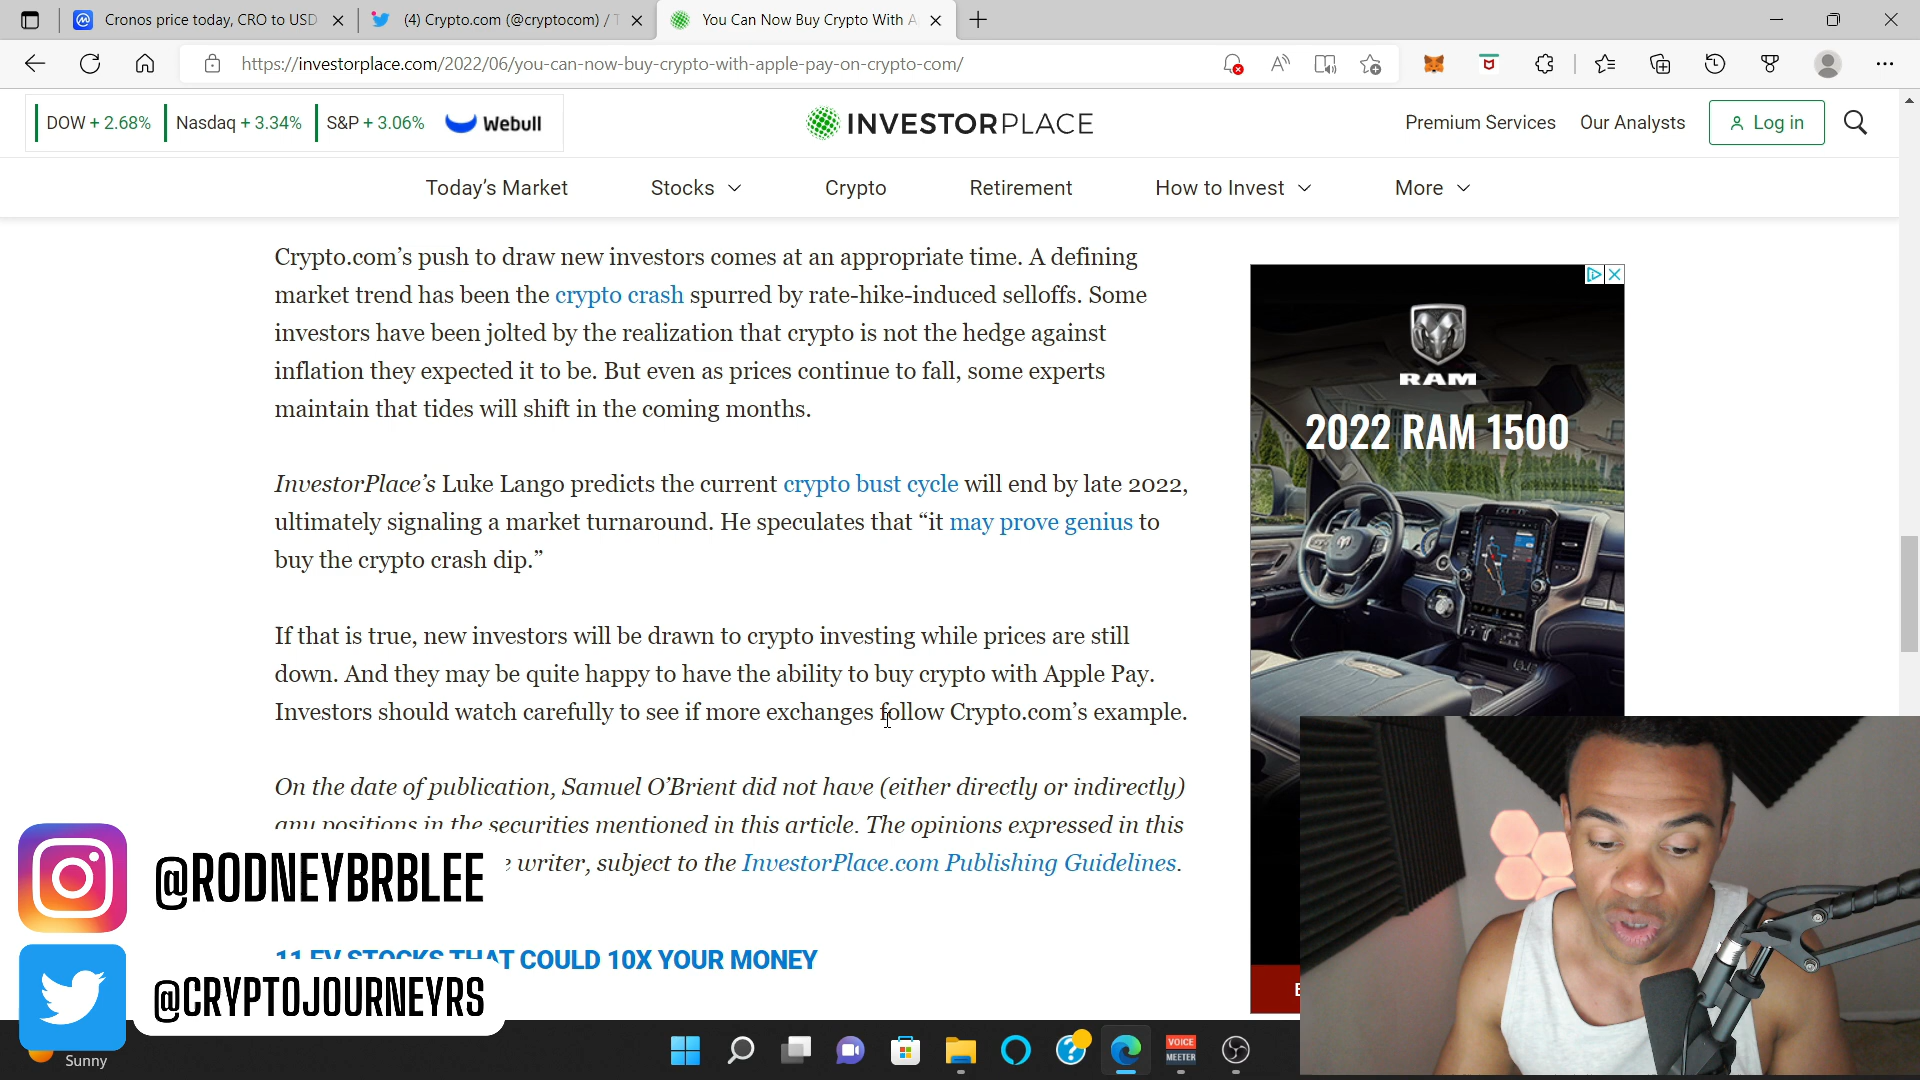 Cronos price today, CRO to USD
(4) Crypto.com (@cryptocom) / T
You Can Now Buy Crypto With A
https://investorplace.com/2022/06/you-can-now-buy-crypto-with-apple-pay-on-crypto-com/
DOW + 2.68%
Nasdaq + 3.34%
S&P + 3.06%
Webull
INVESTORPLACE
Premium Services
Our Analysts
Log in
Today's Market
Stocks
Crypto
Retirement
How to Invest
More
Crypto.com's push to draw new investors comes at an appropriate time. A defining
market trend has been the crypto crash spurred by rate-hike-induced selloffs. Some
investors have been jolted by the realization that crypto is not the hedge against
inflation they expected it to be. But even as prices continue to fall, some experts
maintain that tides will shift in the coming months.
InvestorPlace's Luke Lango predicts the current crypto bust cycle will end by late 2022,
ultimately signaling a market turnaround. He speculates that “it may prove genius to
buy the crypto crash dip.”
If that is true, new investors will be drawn to crypto investing while prices are still
down. And they may be quite happy to have the ability to buy crypto with Apple Pay.
Investors should watch carefully to see if more exchanges follow Crypto.com's example.
On the date of publication, Samuel O'Brient did not have (either directly or indirectly)
any positions in the securities mentioned in this article. The opinions expressed in this
writer, subject to the InvestorPlace.com Publishing Guidelines.
11 EV STOCKS THAT COULD 10X YOUR MONEY
RAM
2022 RAM 1500
@RODNEYBRBLEE
@CRYPTOJOURNEYRS
Sunny
VOICE
MEETER